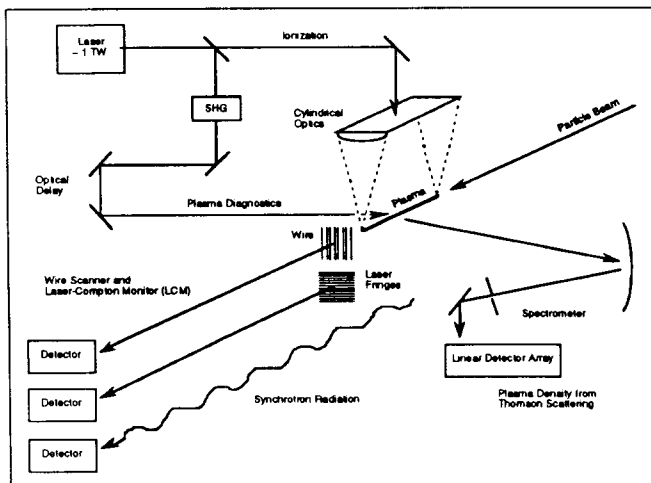 Laser
~ 1 TW
Ionization
SHG
Cylindrical
Optics
Particle Beam
Optical
Delay
Plasma Diagnostics
Plasma
Wire
Wire Scanner and
Laser-Compton Monitor (LCM)
Laser
Fringes
Spectrometer
Detector
Linear Detector Array
Detector
Synchrotron Radiation
Plasma Density from
Thomson Scattering
Detector